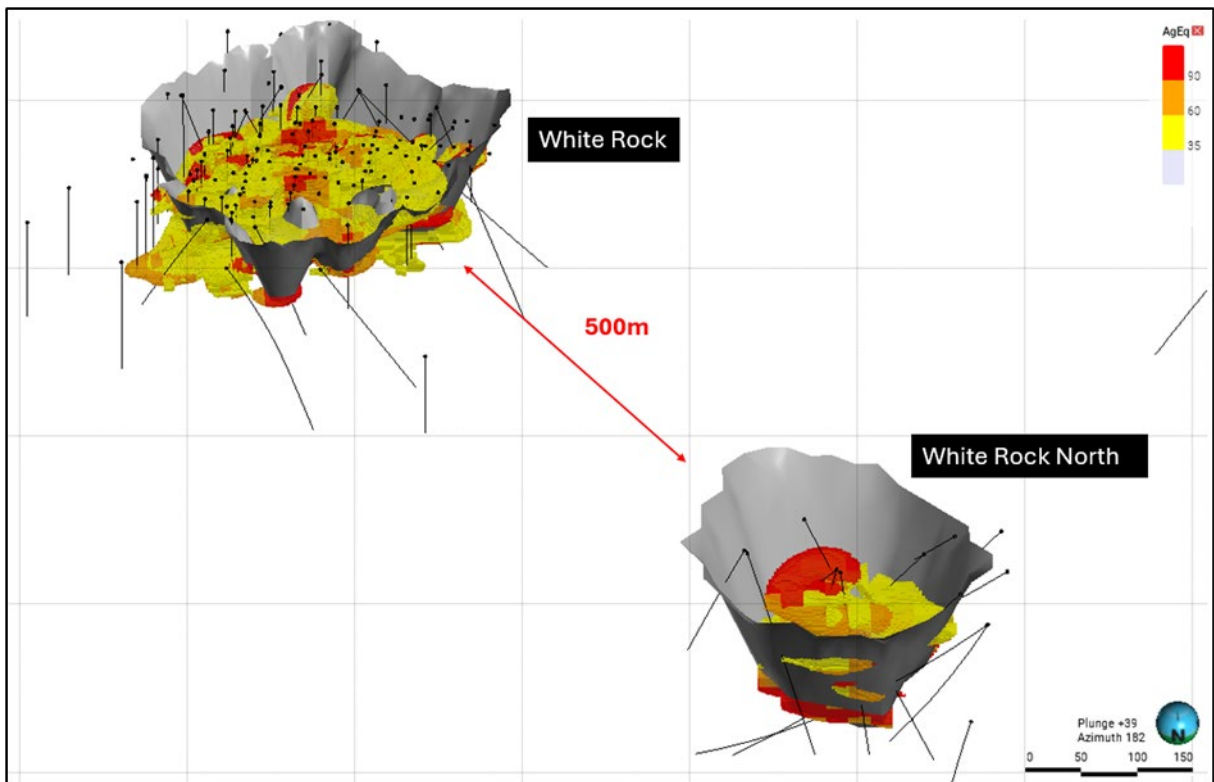 AgEq
90
60
35
White Rock
500m
White Rock North
Plunge +39
Azimuth 182
N
0 50 100 150